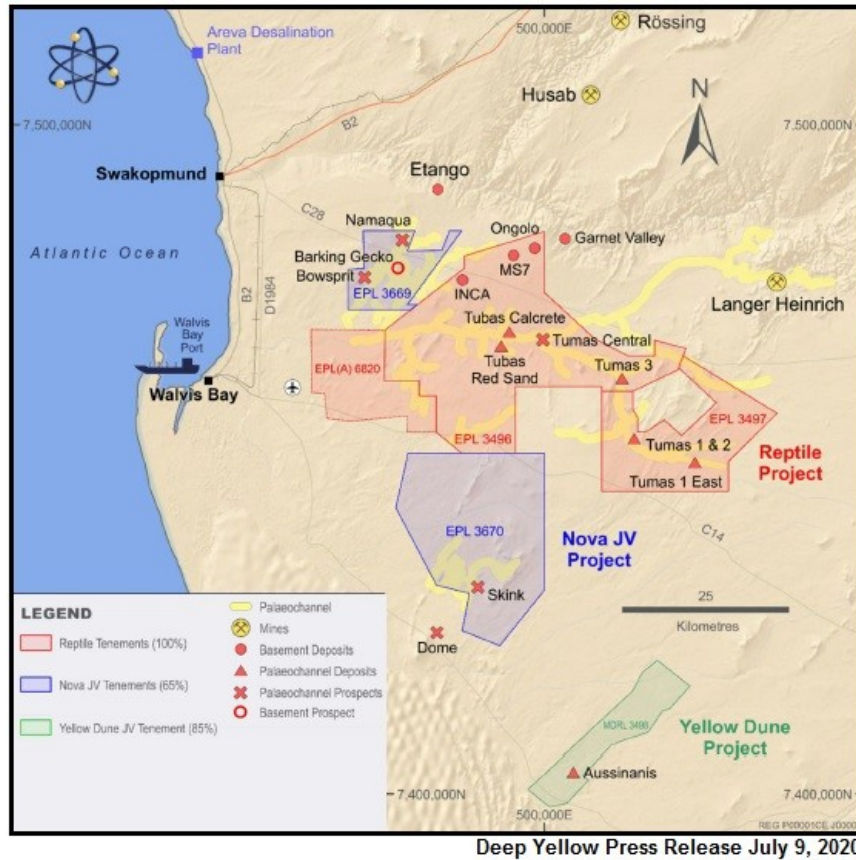 Areva Desalination
Plant
500,000mE
Rössing
Husab
N
7,500,000N
7,500,000N
B2
Swakopmund
Etango
C28
Namaqua
Ongolo
Garnet Valley
Atlantic Ocean
Barking Gecko
Bowsprit
MS7
EPL 3669
INCA
Langer Heinrich
B2
D1984
Tubas Calcrete
Walvis
Bay
Port
Tumas Central
Tubas
Red Sand
Tumas 3
EPL(A) 6820
Walvis Bay
EPL 3497
EPL 3496
Tumas 1 & 2
Reptile
Project
Tumas 1 East
C14
EPL 3670
Nova JV
Project
Skink
25
Kilometres
Dome
LEGEND
Reptile Tenements (100%)
Nova JV Tenements (65%)
Yellow Dune JV Tenement (85%)
Palaeochannel
Mines
Basement Deposits
Palaeochannel Deposits
Palaeochannel Prospects
Basement Prospect
MDRL 3498
Yellow Dune
Project
Aussinanis
7,400,000N
7,400,000N
500,000mE
Deep Yellow Press Release July 9, 2020